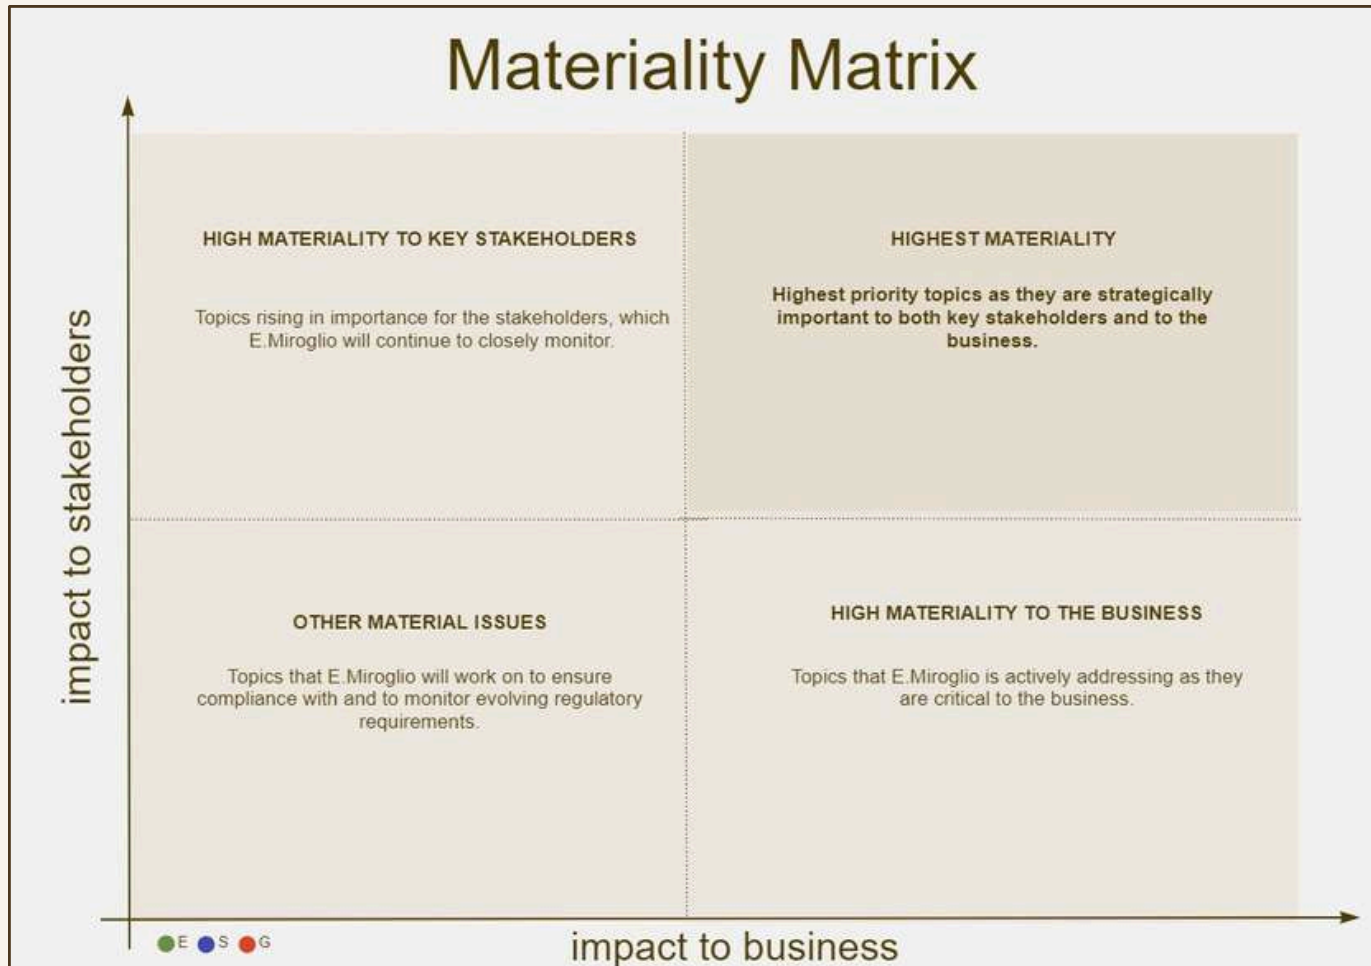 Materiality Matrix
impact to stakeholders
HIGH MATERIALITY TO KEY STAKEHOLDERS
Topics rising in importance for the stakeholders, which
E.Miroglio will continue to closely monitor.
HIGHEST MATERIALITY
Highest priority topics as they are strategically
important to both key stakeholders and to the
business.
OTHER MATERIAL ISSUES
Topics that E.Miroglio will work on to ensure
compliance with and to monitor evolving regulatory
requirements.
HIGH MATERIALITY TO THE BUSINESS
Topics that E.Miroglio is actively addressing as they
are critical to the business.
E S G
impact to business